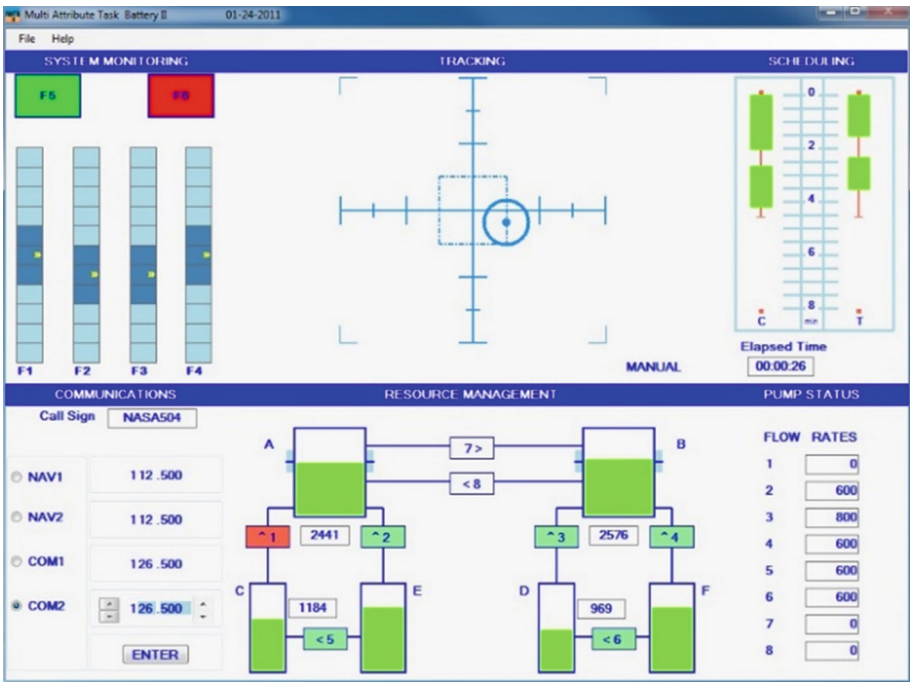 Multi Attribute Task Battery II 01-24-2011
File Help
SYSTEM MONITORING TRACKING SCHEDULING
F5 F6
0
2
4
6
8
C min T
F1 F2 F3 F4
MANUAL
Elapsed Time
00:00:26
COMMUNICATIONS RESOURCE MANAGEMENT PUMP STATUS
Call Sign NASA504
NAV1 112.500
NAV2 112.500
COM1 126.500
COM2 126.500
ENTER
A 7> B
<8
^1 2441 ^2 ^3 2576 ^4
C 1184 E D 969 F
<5 <6
FLOW RATES
1 0
2 600
3 800
4 600
5 600
6 600
7 0
8 0